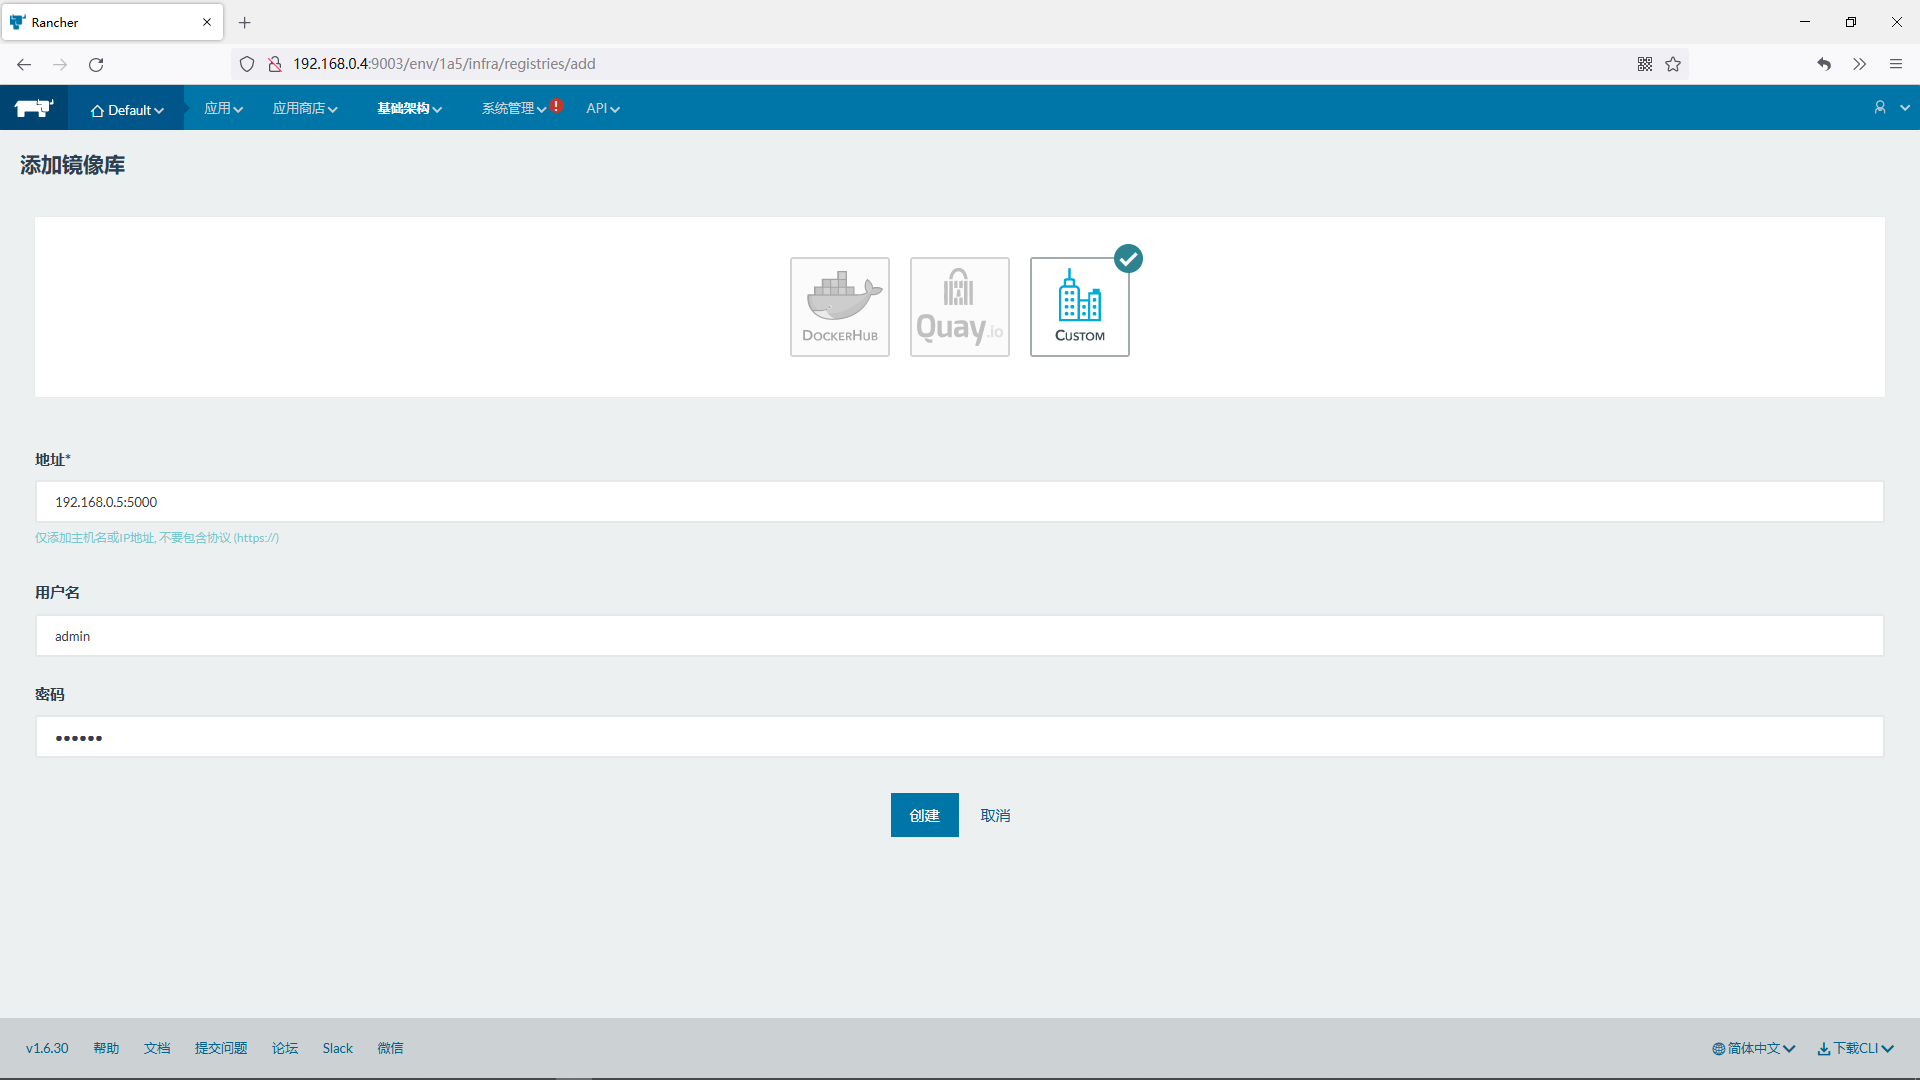 Rancher
192.168.0.4:9003/env/1a5/infra/registries/add
Default 应用 应用商店 基础架构 系统管理 ! API
添加镜像库
DOCKERHUB
Quay.io
CUSTOM
地址*
192.168.0.5:5000
仅添加主机名或IP地址, 不要包含协议 (https://)
用户名
admin
密码
••••••
创建 取消
v1.6.30 帮助 文档 提交问题 论坛 Slack 微信 简体中文 下载CLI